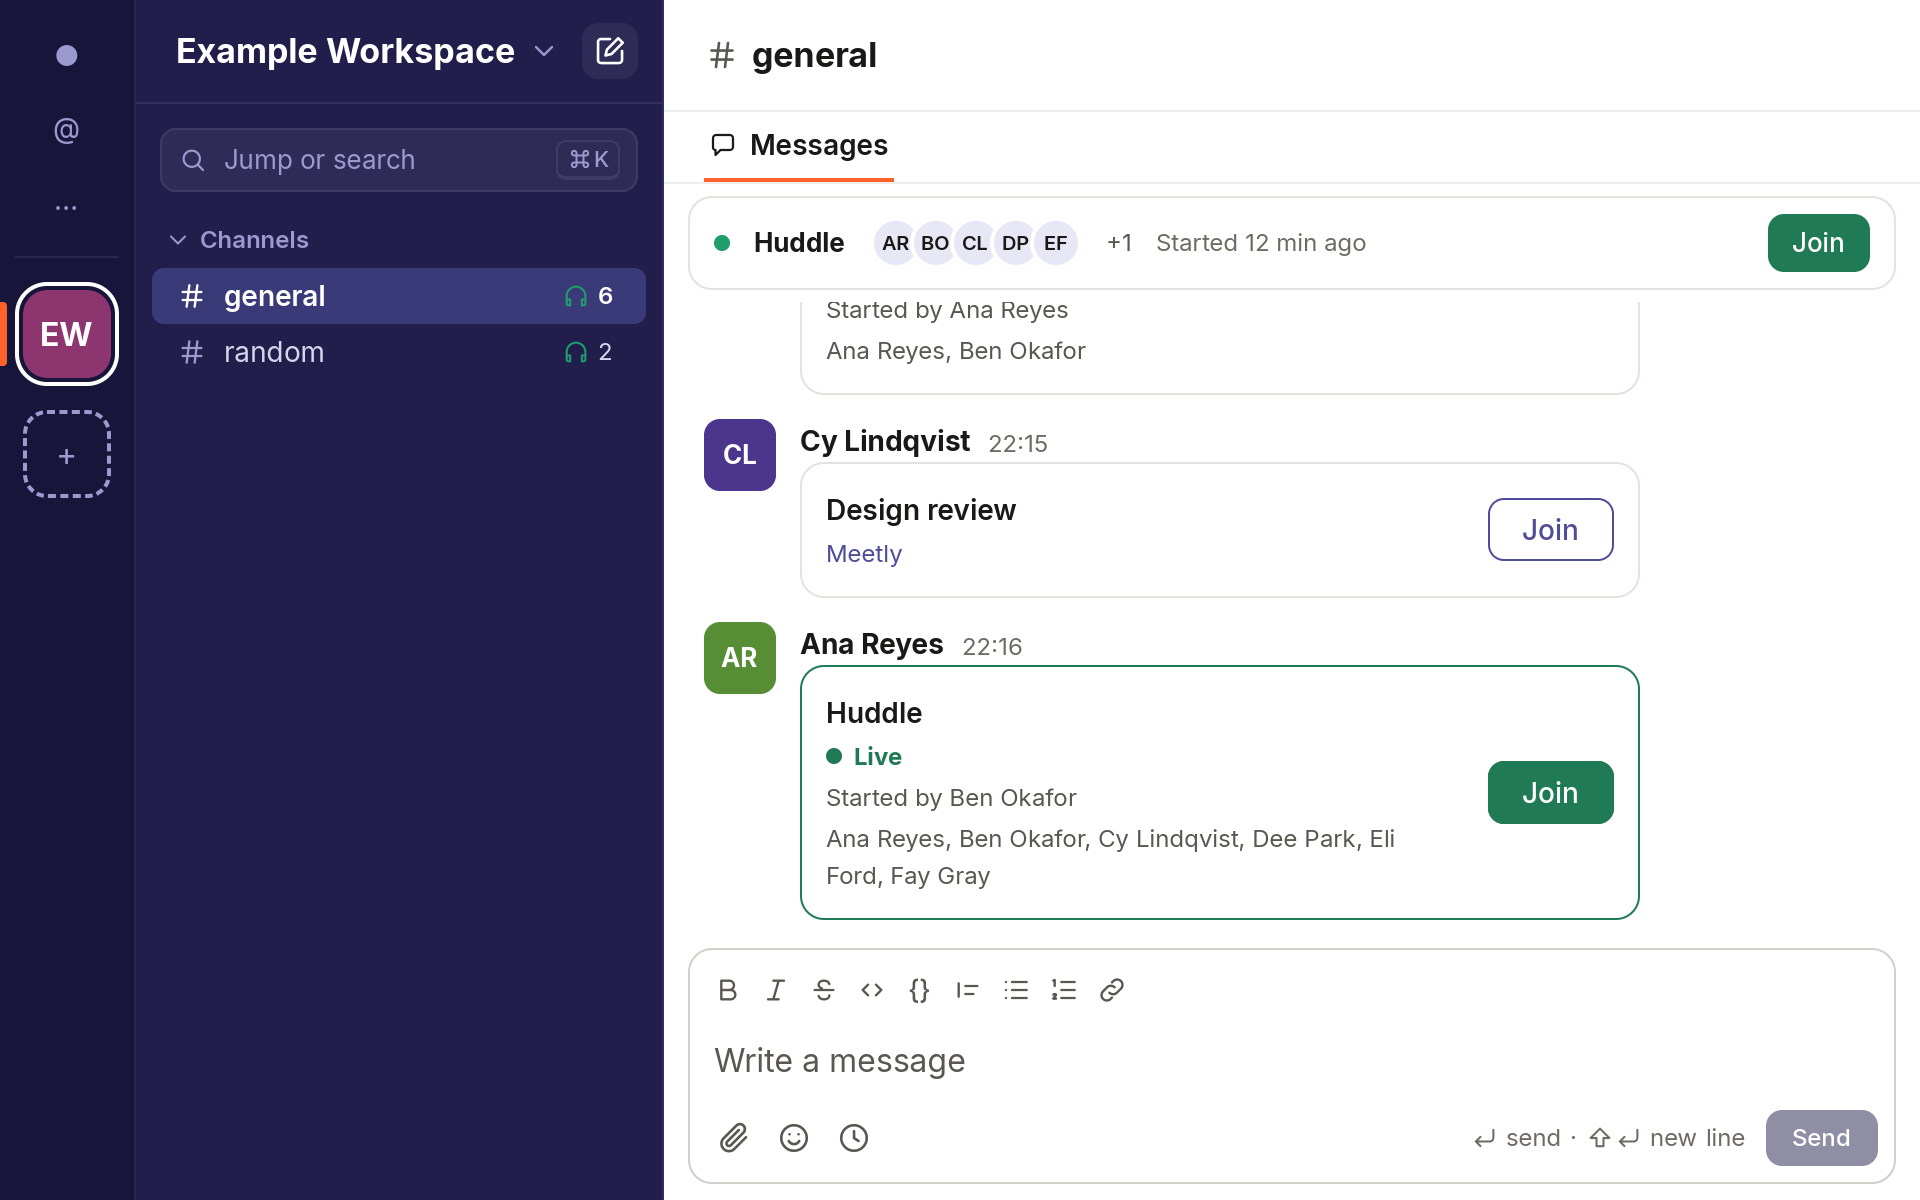 @
...
EW
+
Example Workspace
Jump or search
⌘K
Channels
# general 6
# random 2
# general
Messages
Huddle AR BO CL DP EF +1 Started 12 min ago Join
Started by Ana Reyes
Ana Reyes, Ben Okafor
CL
Cy Lindqvist 22:15
Design review
Meetly
Join
AR
Ana Reyes 22:16
Huddle
Live
Started by Ben Okafor
Join
Ana Reyes, Ben Okafor, Cy Lindqvist, Dee Park, Eli
Ford, Fay Gray
Write a message
send · new line
Send